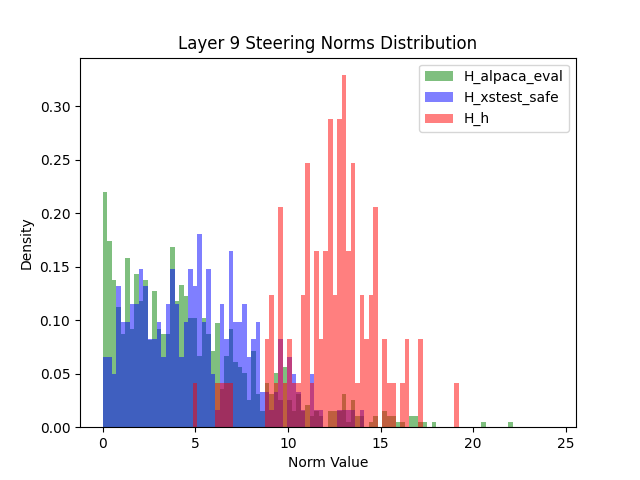 Layer 9 Steering Norms Distribution
H_alpaca_eval
H_xstest_safe
H_h
0.30
0.25
0.20
0.15
0.10
0.05
0.00
Density
0 5 10 15 20 25
Norm Value